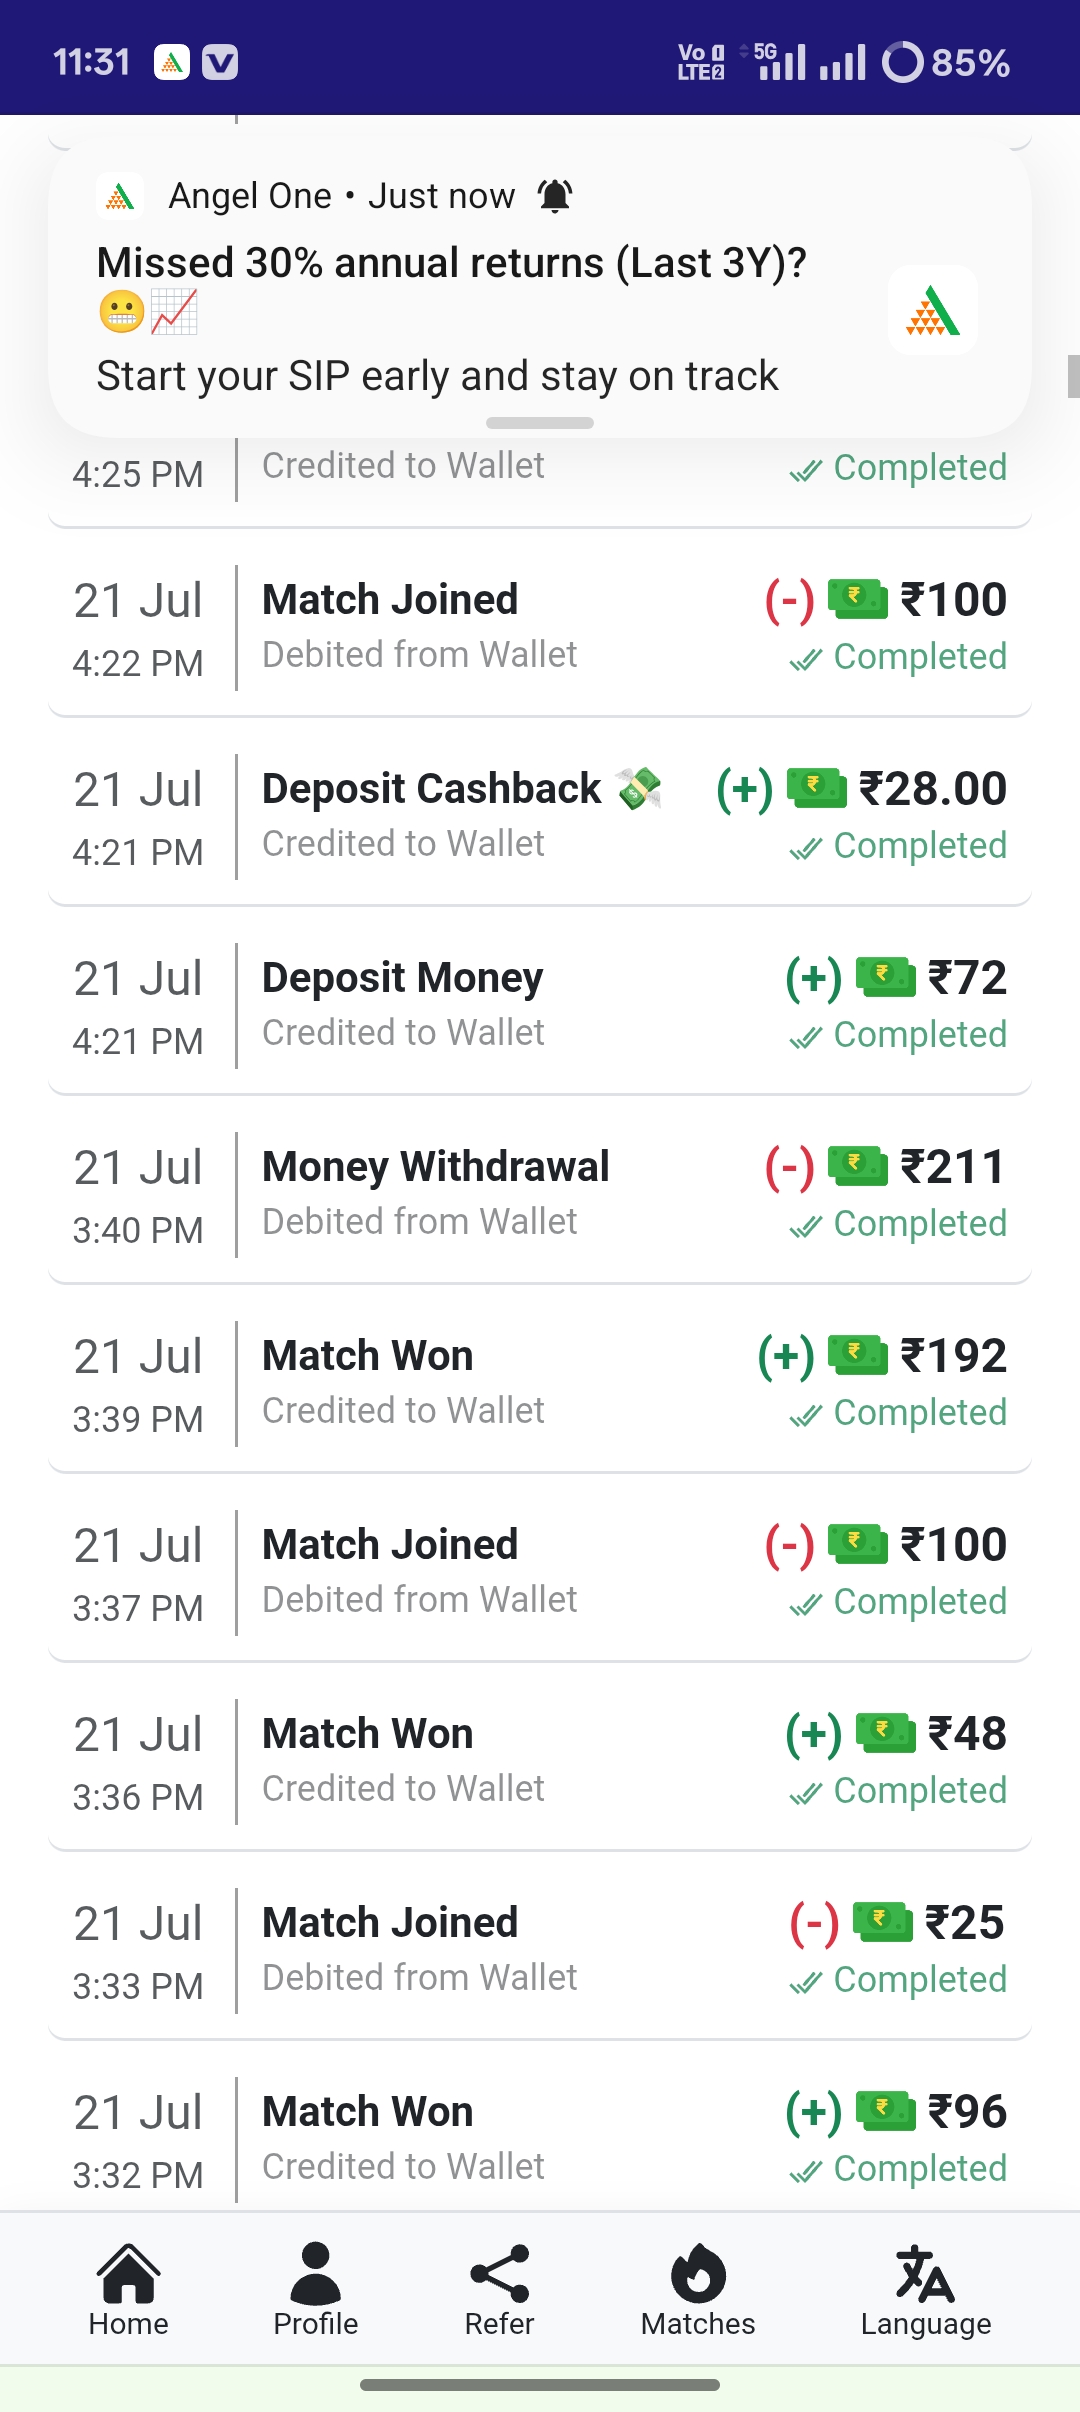 11:31
Vo 1 LTE 2 5G 85%
Angel One • Just now
Missed 30% annual returns (Last 3Y)?
😬📈
Start your SIP early and stay on track
4:25 PM Credited to Wallet Completed
21 Jul Match Joined (-) ₹100
4:22 PM Debited from Wallet Completed
21 Jul Deposit Cashback 💸 (+) ₹28.00
4:21 PM Credited to Wallet Completed
21 Jul Deposit Money (+) ₹72
4:21 PM Credited to Wallet Completed
21 Jul Money Withdrawal (-) ₹211
3:40 PM Debited from Wallet Completed
21 Jul Match Won (+) ₹192
3:39 PM Credited to Wallet Completed
21 Jul Match Joined (-) ₹100
3:37 PM Debited from Wallet Completed
21 Jul Match Won (+) ₹48
3:36 PM Credited to Wallet Completed
21 Jul Match Joined (-) ₹25
3:33 PM Debited from Wallet Completed
21 Jul Match Won (+) ₹96
3:32 PM Credited to Wallet Completed
Home Profile Refer Matches Language